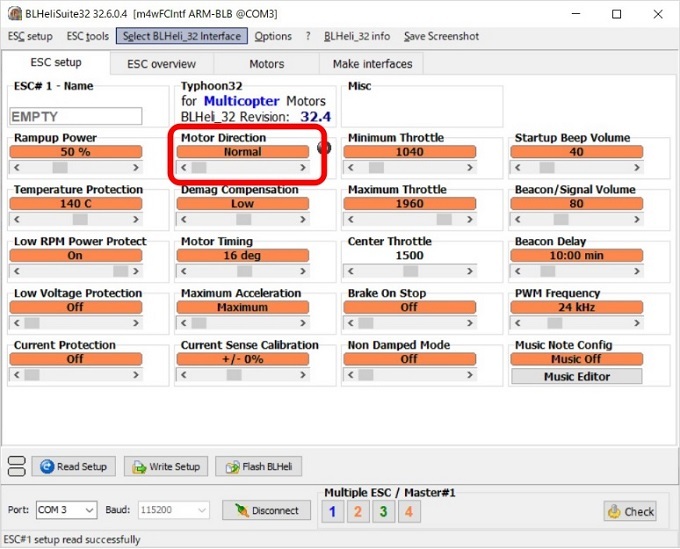 BLHeliSuite32 32.6.0.4 [m4wFCIntf ARM-BLB @COM3]
ESC setup ESC tools Select BLHeli_32 Interface Options ? BLHeli_32 info Save Screenshot
ESC setup ESC overview Motors Make interfaces
ESC# 1 - Name
EMPTY
Typhoon32
for Multicopter Motors
BLHeli_32 Revision: 32.4
Misc
Rampup Power Motor Direction Minimum Throttle Startup Beep Volume
50 % Normal 1040 40
Temperature Protection Demag Compensation Maximum Throttle Beacon/Signal Volume
140 C Low 1960 80
Low RPM Power Protect Motor Timing Center Throttle Beacon Delay
On 16 deg 1500 10:00 min
Low Voltage Protection Maximum Acceleration Brake On Stop PWM Frequency
Off Maximum Off 24 kHz
Current Protection Current Sense Calibration Non Damped Mode Music Note Config
Off +/- 0% Off Music Off
Music Editor
Read Setup Write Setup Flash BLHeli
Multiple ESC / Master#1
Port: COM 3 Baud: 115200 Disconnect 1 2 3 4 Check
ESC#1 setup read successfully